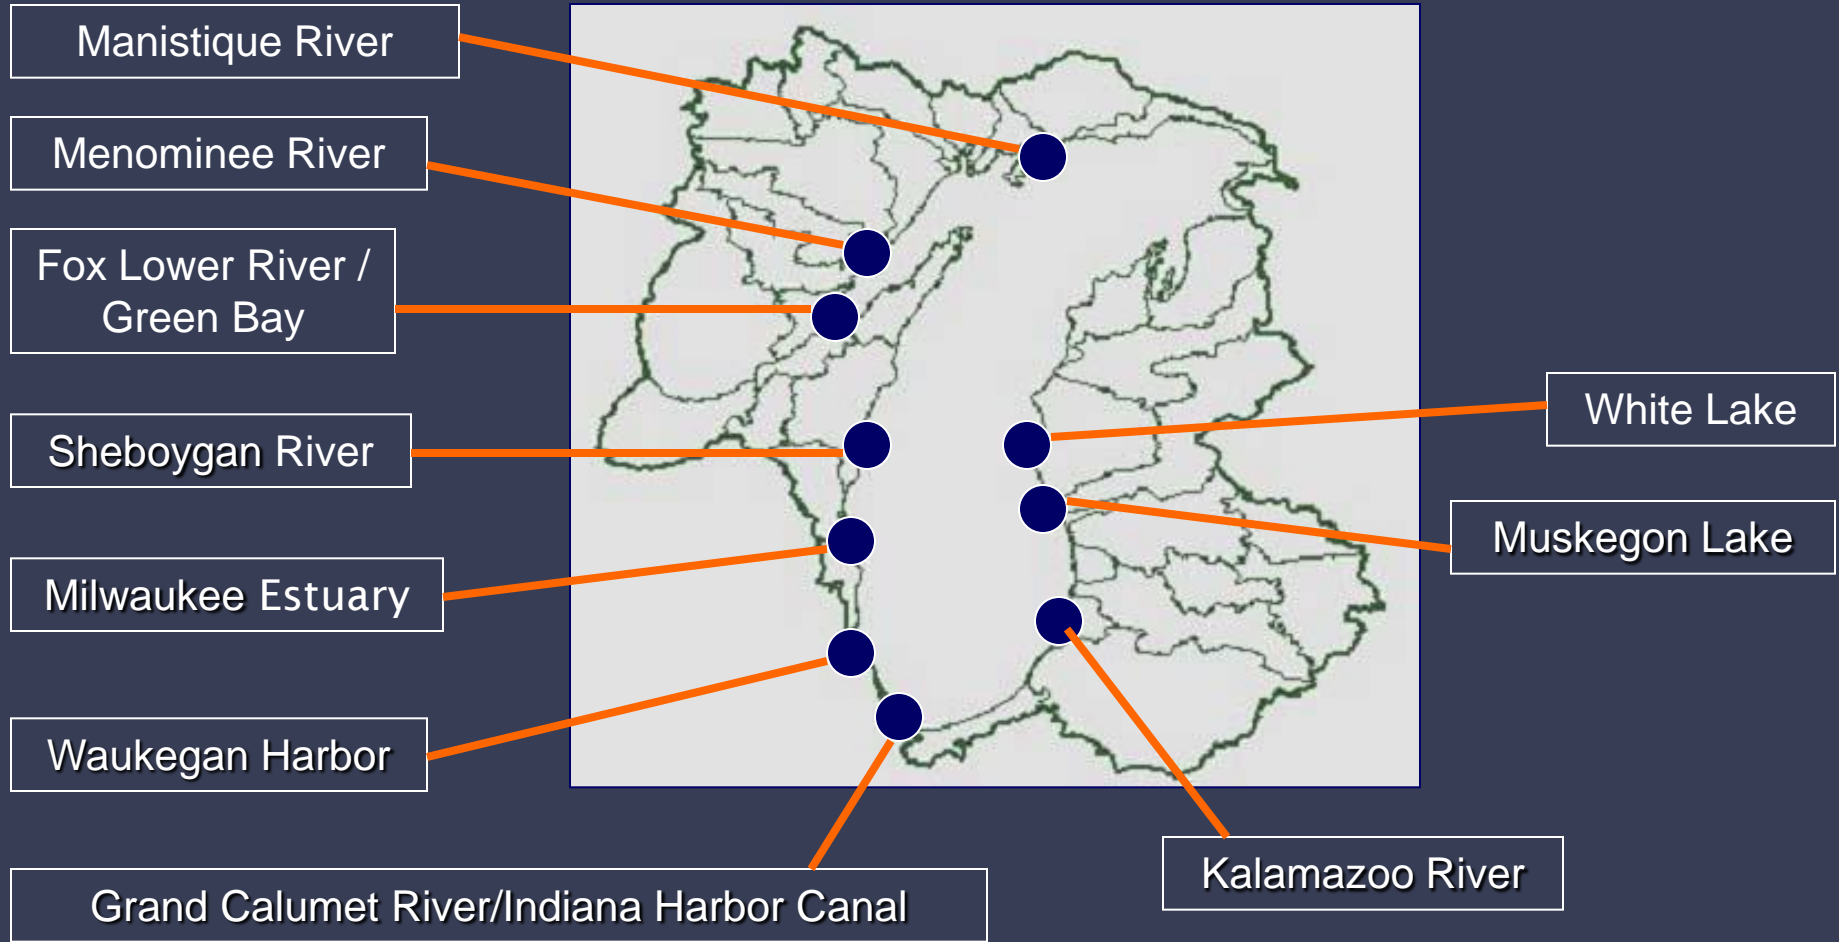 Manistique River
Menominee River
Fox Lower River /
Green Bay
Sheboygan River
Milwaukee Estuary
Waukegan Harbor
Grand Calumet River/Indiana Harbor Canal
White Lake
Muskegon Lake
Kalamazoo River